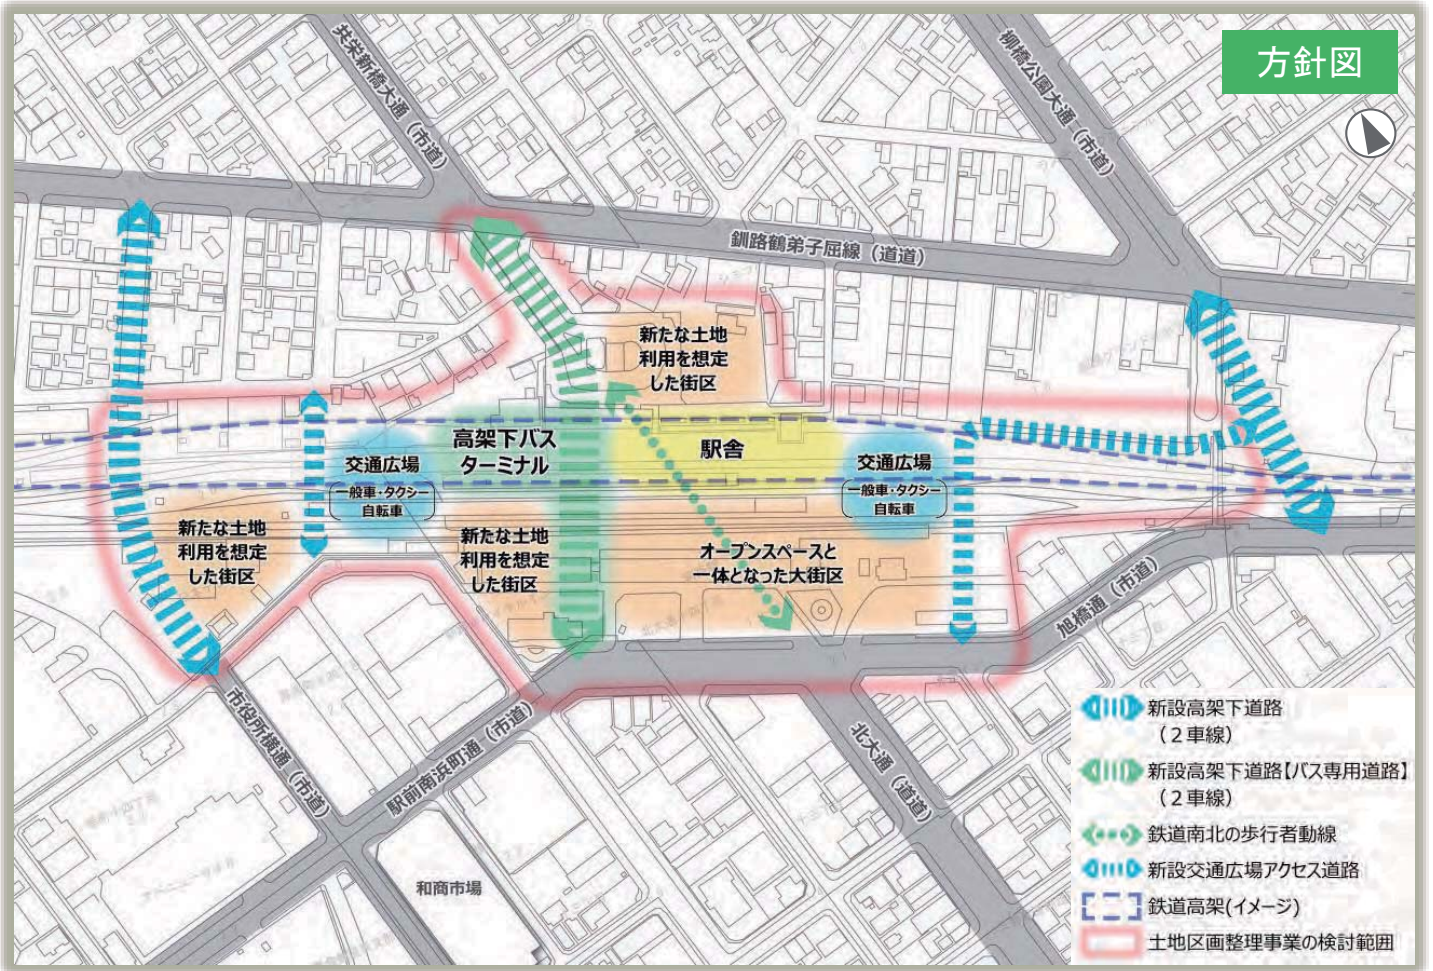 方針図
共栄新橋大通（市道）
柳橋公園大通（市道）
釧路鶴弟子屈線（道道）
新たな土地
利用を想定
した街区
高架下バス
ターミナル
駅舎
交通広場
一般車・タクシー
自転車
交通広場
一般車・タクシー
自転車
新たな土地
利用を想定
した街区
新たな土地
利用を想定
した街区
オープンスペースと
一体となった大街区
旭橋通（市道）
市役所横通（市道）
駅前南浜町通（市道）
北大通（道道）
和商市場
新設高架下道路
（２車線）
新設高架下道路【バス専用道路】
（２車線）
鉄道南北の歩行者動線
新設交通広場アクセス道路
鉄道高架(イメージ)
土地区画整理事業の検討範囲